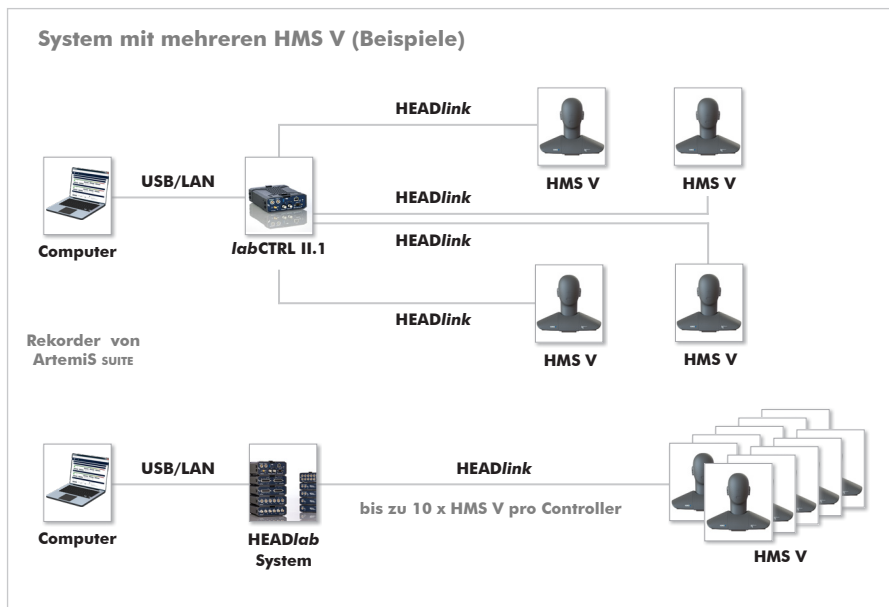 System mit mehreren HMS V (Beispiele)
HEADlink
HMS V
HMS V
USB/LAN
HEADlink
HEADlink
Computer
labCTRL II.1
HEADlink
HMS V
HMS V
Rekorder von
ArtemiS SUITE
USB/LAN
HEADlink
bis zu 10 x HMS V pro Controller
Computer
HEADlab
System
HMS V